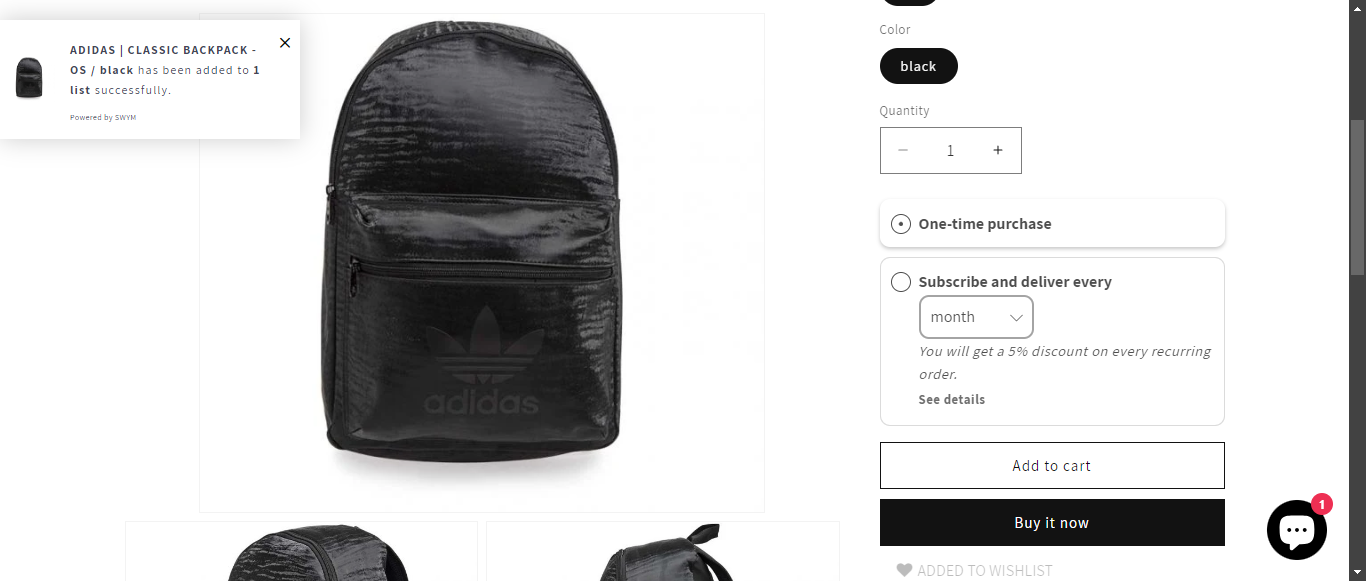 ADIDAS | CLASSIC BACKPACK -
OS / black has been added to 1
list successfully.
Powered by SWYM
adidas
Color
black
Quantity
1
One-time purchase
Subscribe and deliver every
month
You will get a 5% discount on every recurring
order.
See details
Add to cart
Buy it now
1
ADDED TO WISHLIST